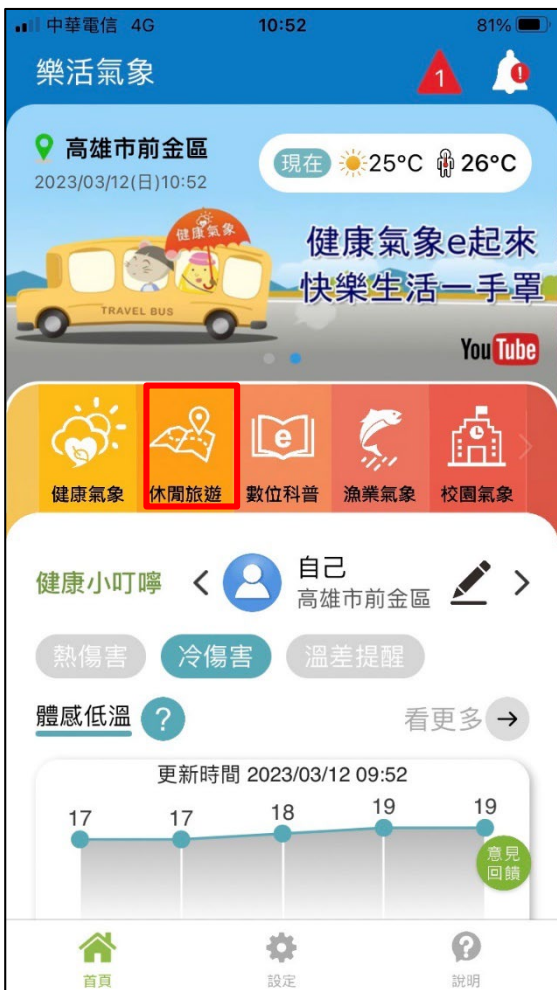 中華電信 4G 10:52 81%
樂活氣象 1
高雄市前金區
2023/03/12(日)10:52
現在 25°C 26°C
健康氣象
健康氣象e起來
快樂生活一手罩
TRAVEL BUS
YouTube
健康氣象 休閒旅遊 數位科普 漁業氣象 校園氣象
健康小叮嚀 自己
高雄市前金區
熱傷害 冷傷害 溫差提醒
體感低溫 ? 看更多
更新時間 2023/03/12 09:52
17 17 18 19 19
意見
回饋
首頁 設定 說明